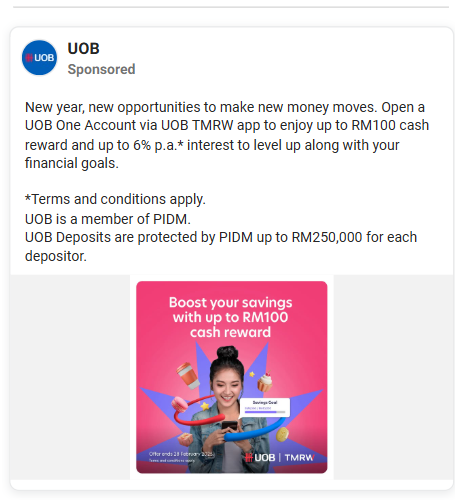 UOB
UOB
Sponsored
New year, new opportunities to make new money moves. Open a
UOB One Account via UOB TMRW app to enjoy up to RM100 cash
reward and up to 6% p.a.* interest to level up along with your
financial goals.
*Terms and conditions apply.
UOB is a member of PIDM.
UOB Deposits are protected by PIDM up to RM250,000 for each
depositor.
Boost your savings
with up to RM100
cash reward
Savings Goal
Offer ends 28 February 2025
Terms and conditions apply
UOB | TMRW